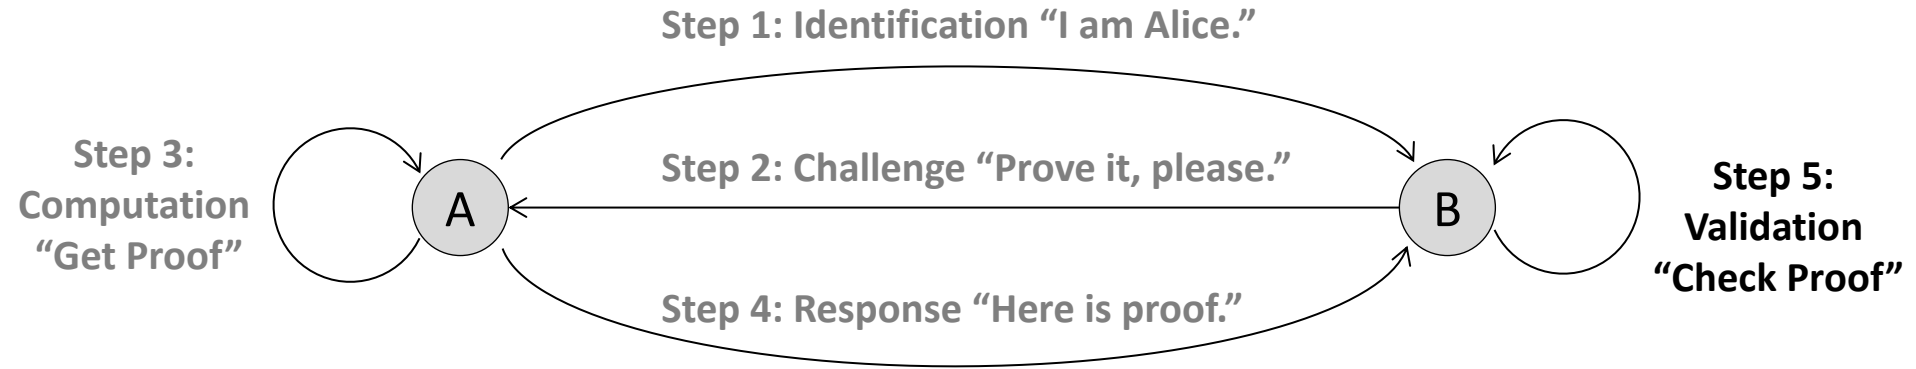 Step 1: Identification “I am Alice.”
Step 2: Challenge “Prove it, please.”
Step 3:
Computation
“Get Proof”
A
B
Step 4: Response “Here is proof.”
Step 5:
Validation
“Check Proof”